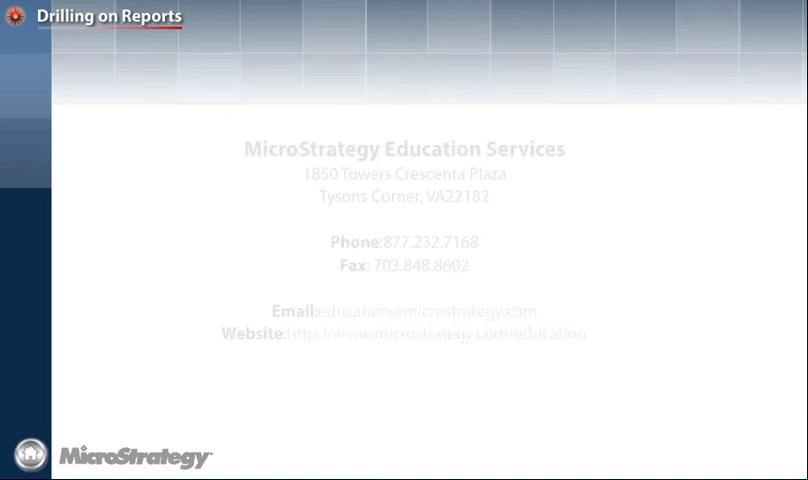 Drilling on Reports
MicroStrategy Education Services
1850 Towers Crescenta Plaza
Tysons Corner, VA22182
Phone:877.232.7168
Fax: 703.848.8602
Email:education@microstrategy.com
Website:http://www.microstrategy.com/education
MicroStrategy